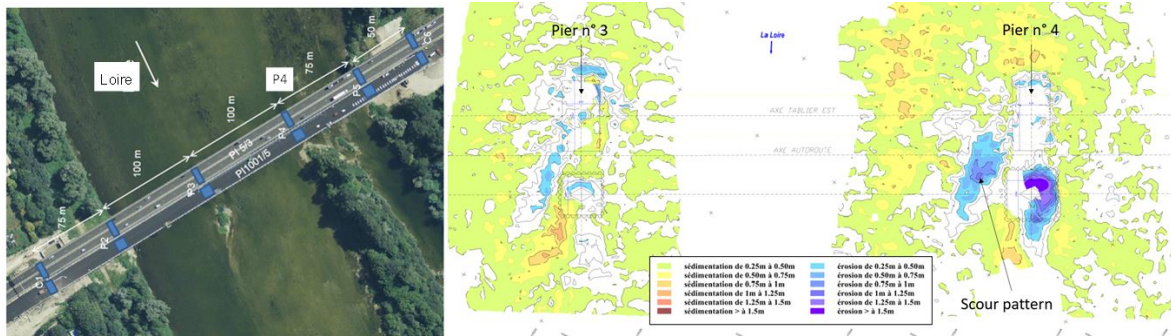 Loire
P4
50 m
75 m
100 m
100 m
75 m
C6
P5
P4
PI 5/3
PI1001/5
P3
P2
Pier n° 3
Pier n° 4
La Loire
AXE TABLIER EST
AXE AUTOROUTE
sédimentation de 0.25m à 0.50m
sédimentation de 0.50m à 0.75m
sédimentation de 0.75m à 1m
sédimentation de 1m à 1.25m
sédimentation de 1.25m à 1.5m
sédimentation > à 1.5m
érosion de 0.25m à 0.50m
érosion de 0.50m à 0.75m
érosion de 0.75m à 1m
érosion de 1m à 1.25m
érosion de 1.25m à 1.5m
érosion > à 1.5m
Scour pattern